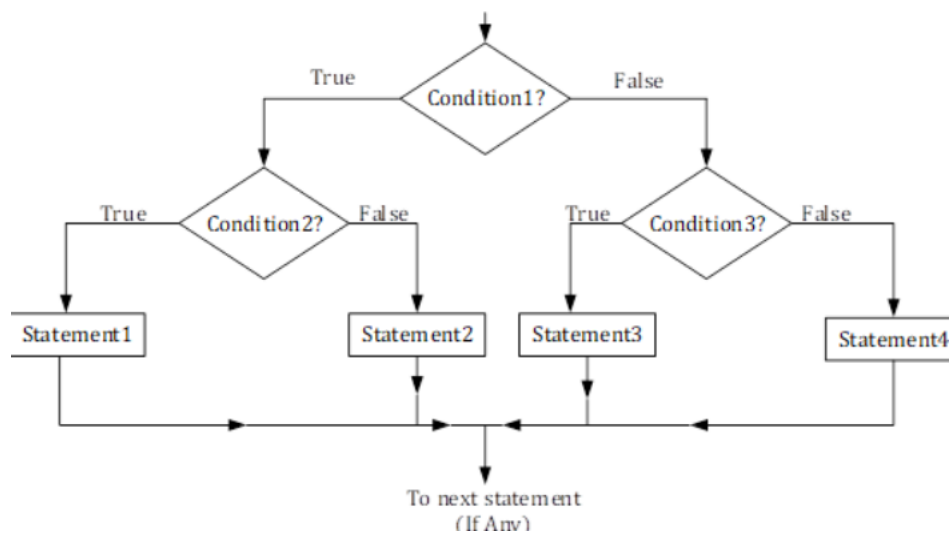 True
Condition1?
False
True
Condition2?
False
True
Condition3?
False
Statement1
Statement2
Statement3
Statement4
To next statement
(If Any)